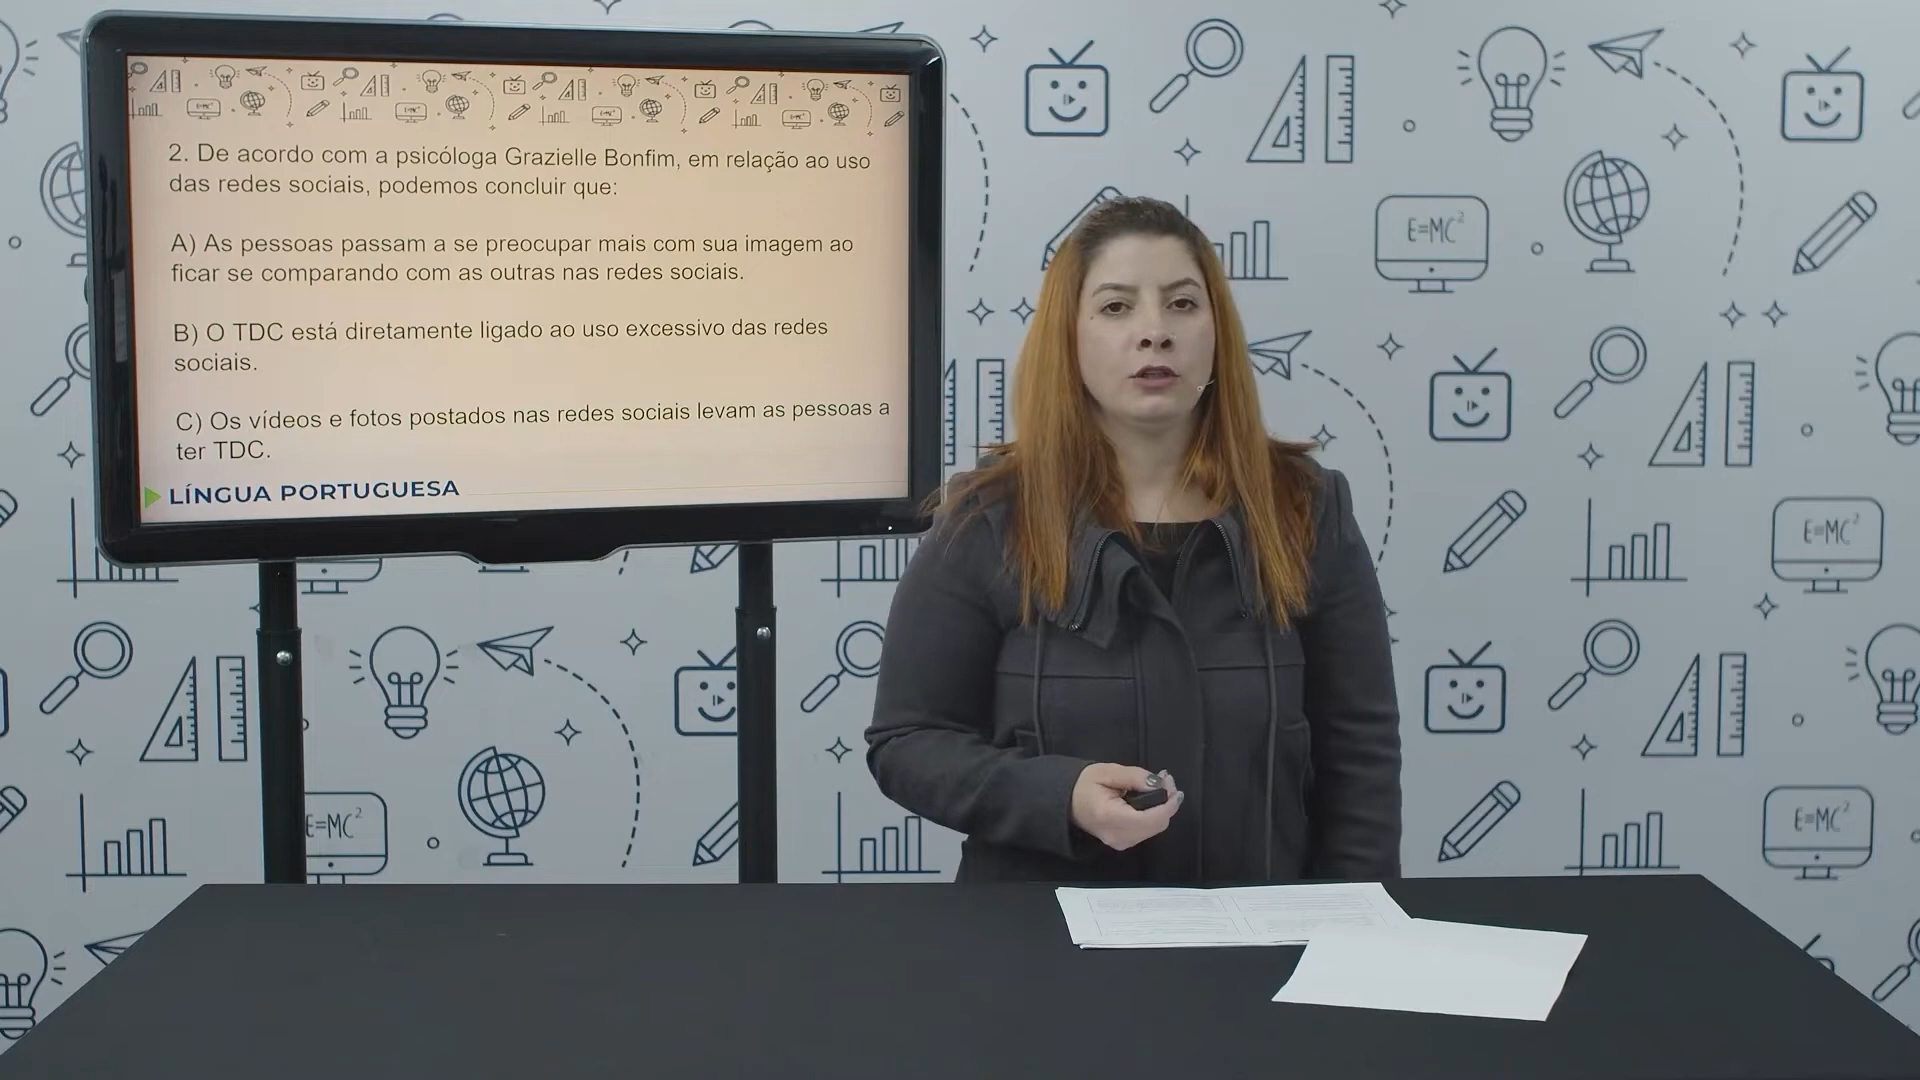 2. De acordo com a psicóloga Grazielle Bonfim, em relação ao uso
das redes sociais, podemos concluir que:
A) As pessoas passam a se preocupar mais com sua imagem ao
ficar se comparando com as outras nas redes sociais.
B) O TDC está diretamente ligado ao uso excessivo das redes
sociais.
C) Os vídeos e fotos postados nas redes sociais levam as pessoas a
ter TDC.
LÍNGUA PORTUGUESA
E=MC²
E=MC²
E=MC²
E=MC²